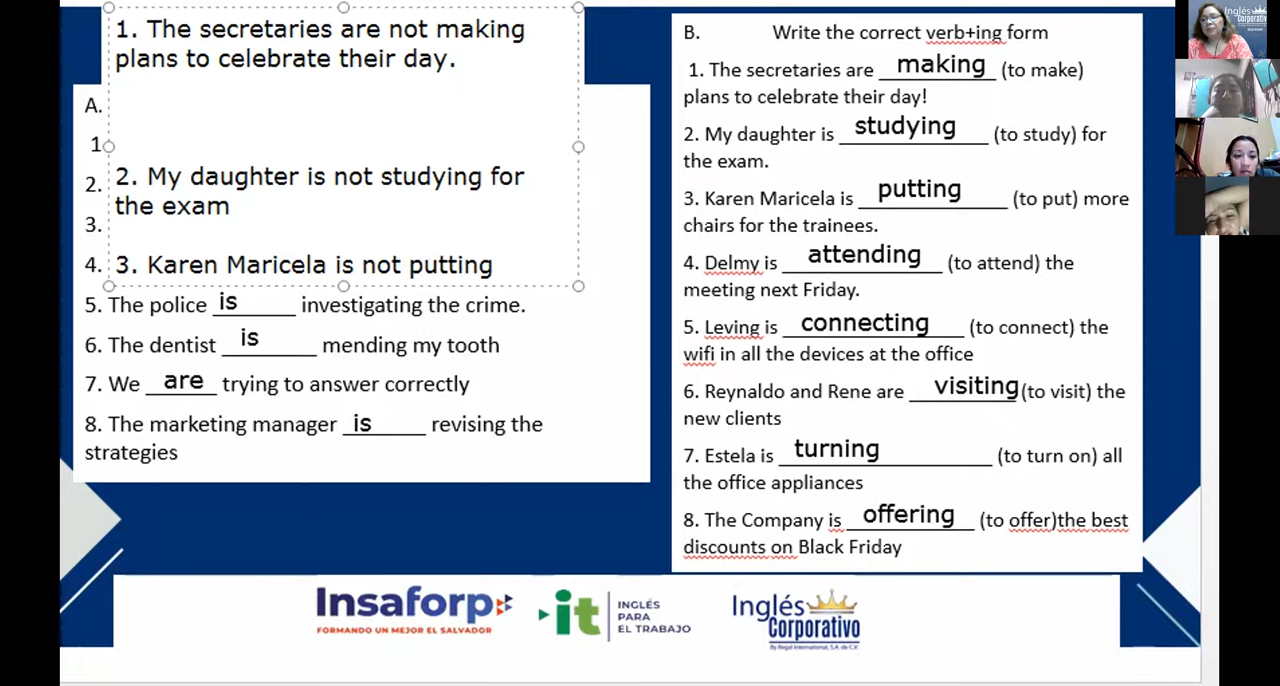 1. The secretaries are not making
plans to celebrate their day.
A.
1
2. My daughter is not studying for
the exam
2.
3.
3. Karen Maricela is not putting
4.
5. The police is investigating the crime.
6. The dentist is mending my tooth
7. We are trying to answer correctly
8. The marketing manager is revising the
strategies
B. Write the correct verb+ing form
1. The secretaries are making (to make)
plans to celebrate their day!
2. My daughter is studying (to study) for
the exam.
3. Karen Maricela is putting (to put) more
chairs for the trainees.
4. Delmy is attending (to attend) the
meeting next Friday.
5. Leving is connecting (to connect) the
wifi in all the devices at the office
6. Reynaldo and Rene are visiting (to visit) the
new clients
7. Estela is turning (to turn on) all
the office appliances
8. The Company is offering (to offer)the best
discounts on Black Friday
Insaforp
FORMANDO UN MEJOR EL SALVADOR
it
INGLÉS
PARA
EL TRABAJO
Inglés
Corporativo
By Regal International, S.A. de C.V.
Inglés
Corporativo